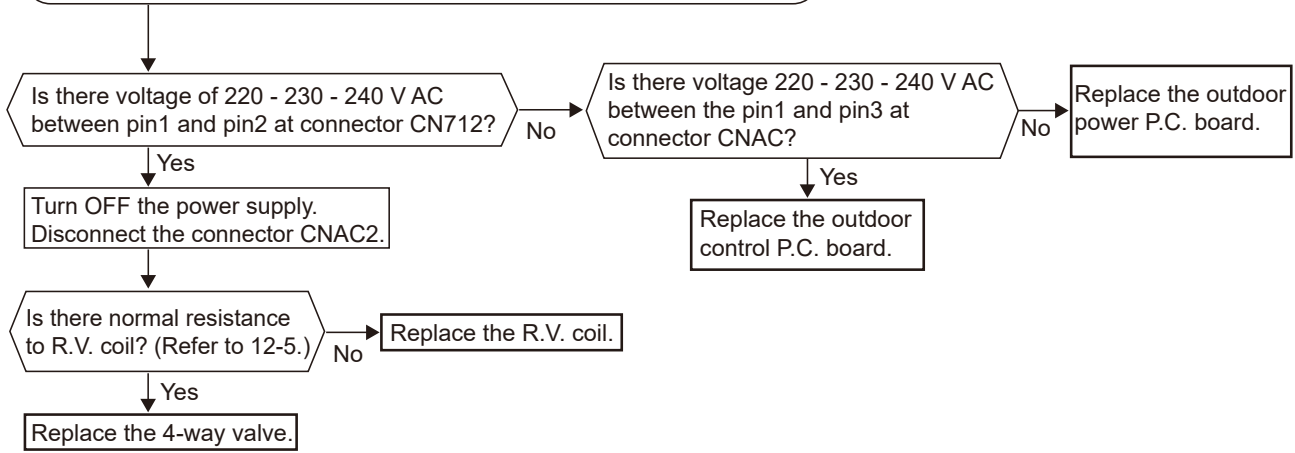 Is there voltage of 220 - 230 - 240 V AC
between pin1 and pin2 at connector CN712?
No
Is there voltage 220 - 230 - 240 V AC
between the pin1 and pin3 at
connector CNAC?
No
Replace the outdoor
power P.C. board.
Yes
Replace the outdoor
control P.C. board.
Yes
Turn OFF the power supply.
Disconnect the connector CNAC2.
Is there normal resistance
to R.V. coil? (Refer to 12-5.)
No
Replace the R.V. coil.
Yes
Replace the 4-way valve.